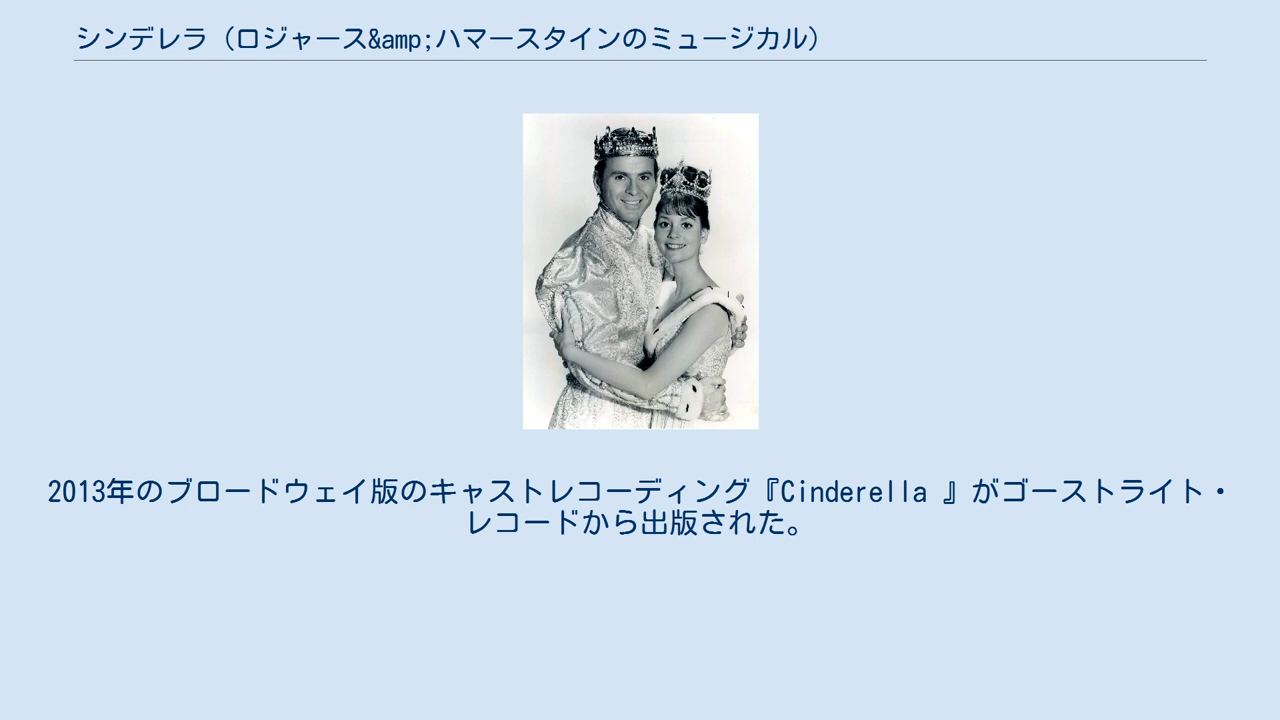 シンデレラ（ロジャース&amp;ハマースタインのミュージカル）
2013年のブロードウェイ版のキャストレコーディング『Cinderella 』がゴーストライト・
レコードから出版された。